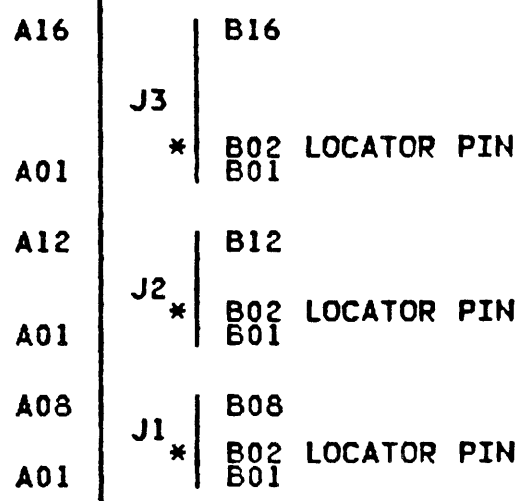 A16 B16
J3
* B02 LOCATOR PIN
A01 B01
A12 B12
J2
* B02 LOCATOR PIN
A01 B01
A08 B08
J1
* B02 LOCATOR PIN
A01 B01